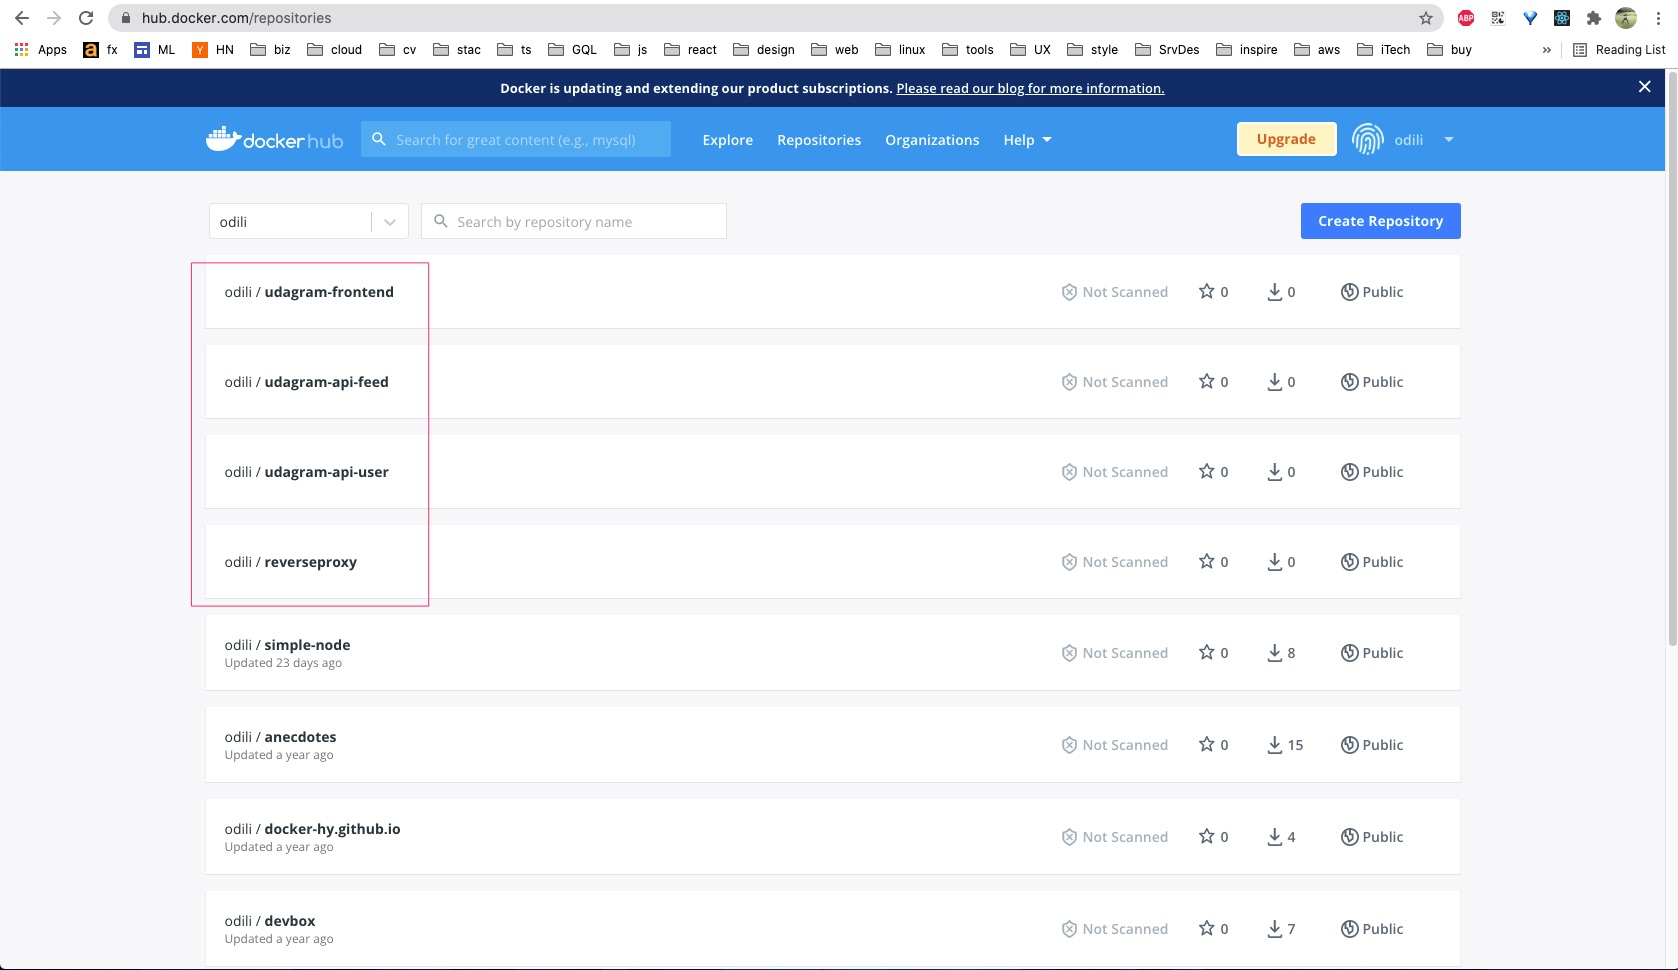 hub.docker.com/repositories
ABP
Apps fx ML HN biz cloud cv stac ts GQL js react design web linux tools UX style SrvDes inspire aws iTech buy » Reading List
Docker is updating and extending our product subscriptions. Please read our blog for more information.
dockerhub Search for great content (e.g., mysql) Explore Repositories Organizations Help Upgrade odili
odili Search by repository name Create Repository
odili / udagram-frontend Not Scanned 0 0 Public
odili / udagram-api-feed Not Scanned 0 0 Public
odili / udagram-api-user Not Scanned 0 0 Public
odili / reverseproxy Not Scanned 0 0 Public
odili / simple-node Not Scanned 0 8 Public
Updated 23 days ago
odili / anecdotes Not Scanned 0 15 Public
Updated a year ago
odili / docker-hy.github.io Not Scanned 0 4 Public
Updated a year ago
odili / devbox Not Scanned 0 7 Public
Updated a year ago